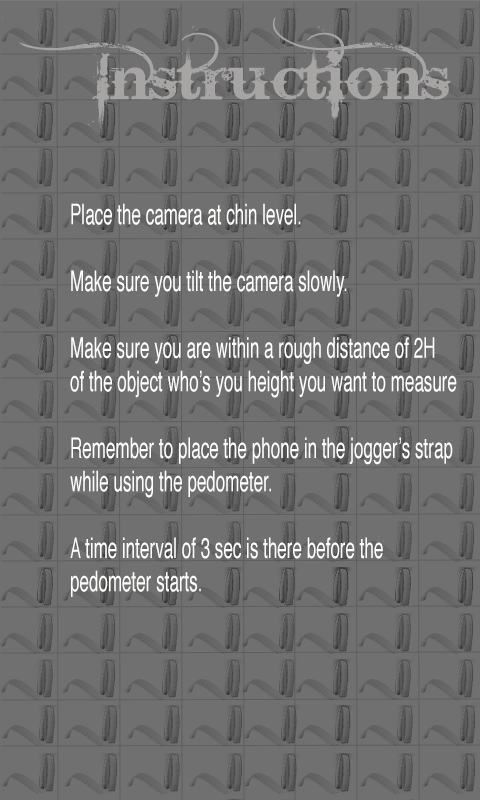 Instructions
Place the camera at chin level.
Make sure you tilt the camera slowly.
Make sure you are within a rough distance of 2H
of the object who's you height you want to measure
Remember to place the phone in the jogger's strap
while using the pedometer.
A time interval of 3 sec is there before the
pedometer starts.